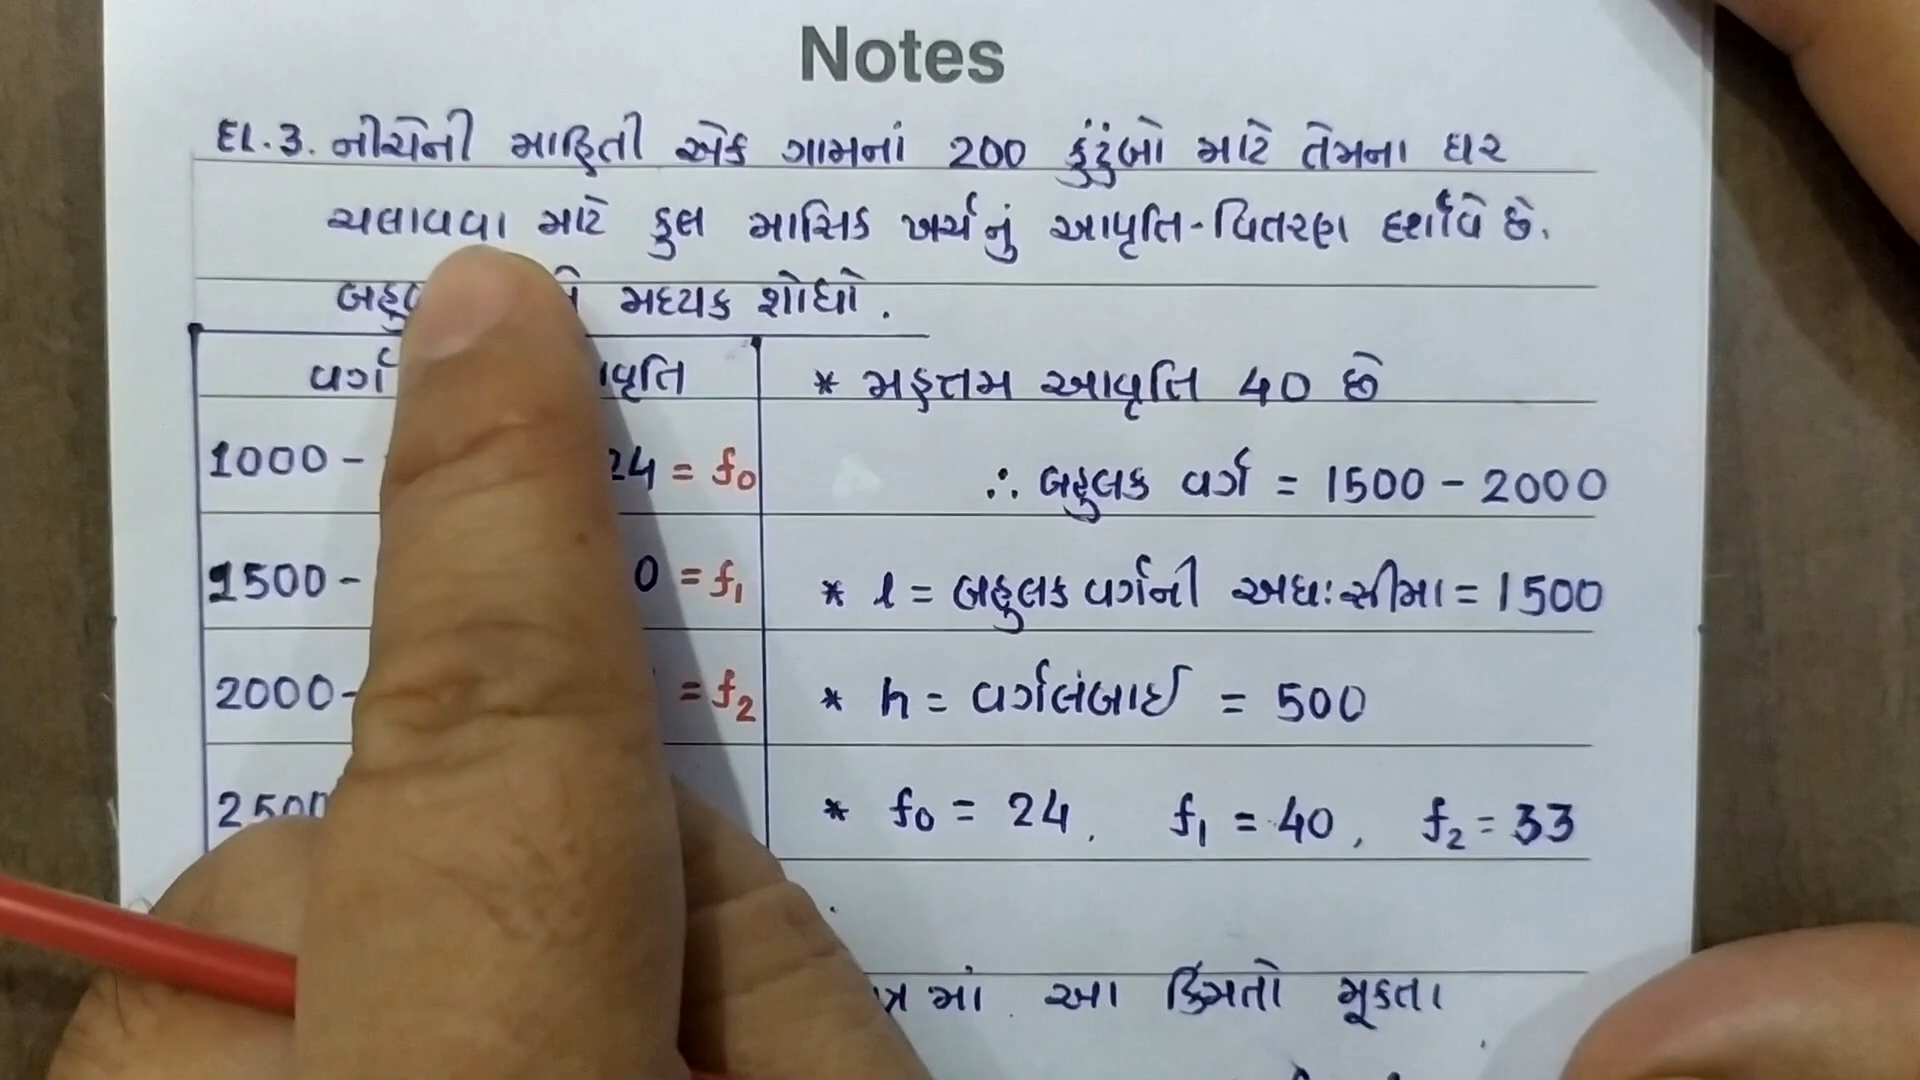 Notes
દા.3. નીચેની માહિતી એક ગામનાં 200 કુંટુંબો માટે તેમના ઘર
ચલાવવા માટે કુલ માસિક ખર્ચનું આવૃતિ-વિતરણ દર્શાવે છે.
મધ્યક શોધો.
વર્ગ
* મહત્તમ આવૃતિ 40 છે
1000 - 24 = f₀
∴ બહુલક વર્ગ = 1500 - 2000
1500 - 0 = f₁
* l = બહુલક વર્ગની અધઃસીમા = 1500
2000- = f₂
* h = વર્ગલંબાઈ = 500
2500
* f₀ = 24, f₁ = 40, f₂ = 33
માં આ કિંમતો મૂકતા